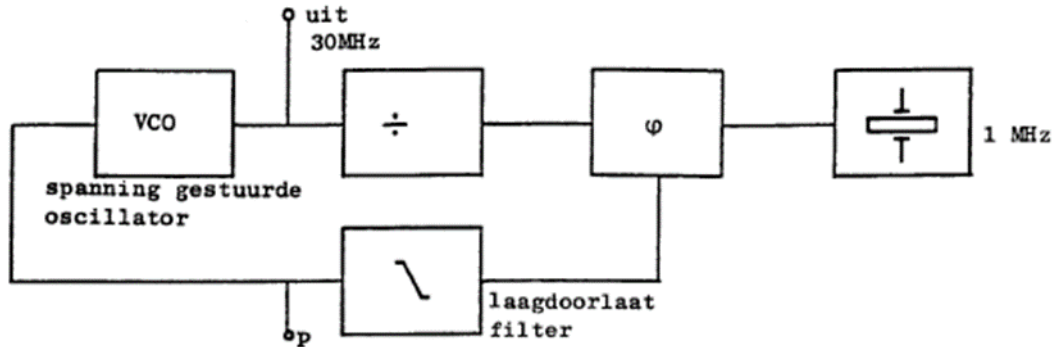 uit
30MHz
VCO
÷
φ
1 MHz
spanning gestuurde
oscillator
laagdoorlaat
filter
P